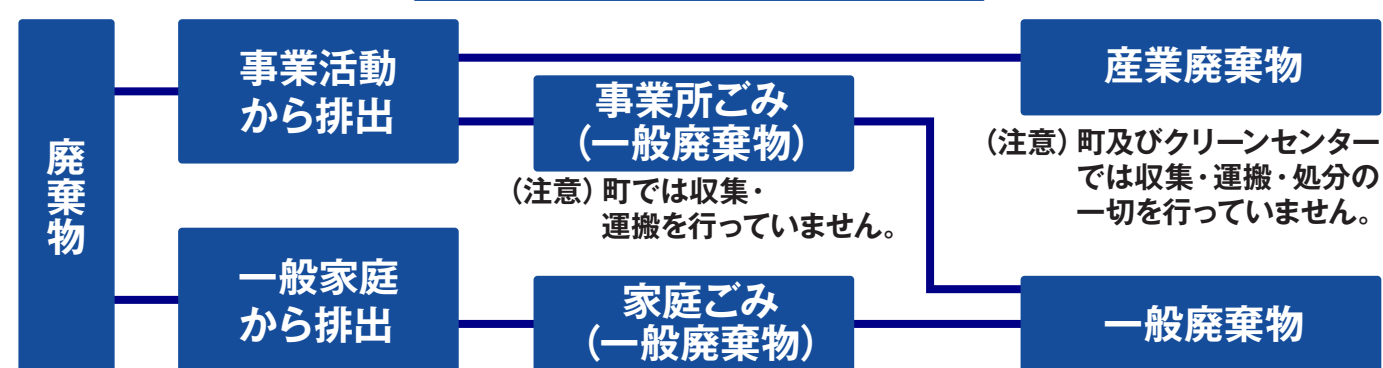 廃棄物
事業活動
から排出
事業所ごみ
（一般廃棄物）
（注意）町では収集・
運搬を行っていません。
産業廃棄物
（注意）町及びクリーンセンター
では収集・運搬・処分の
一切を行っていません。
一般家庭
から排出
家庭ごみ
（一般廃棄物）
一般廃棄物